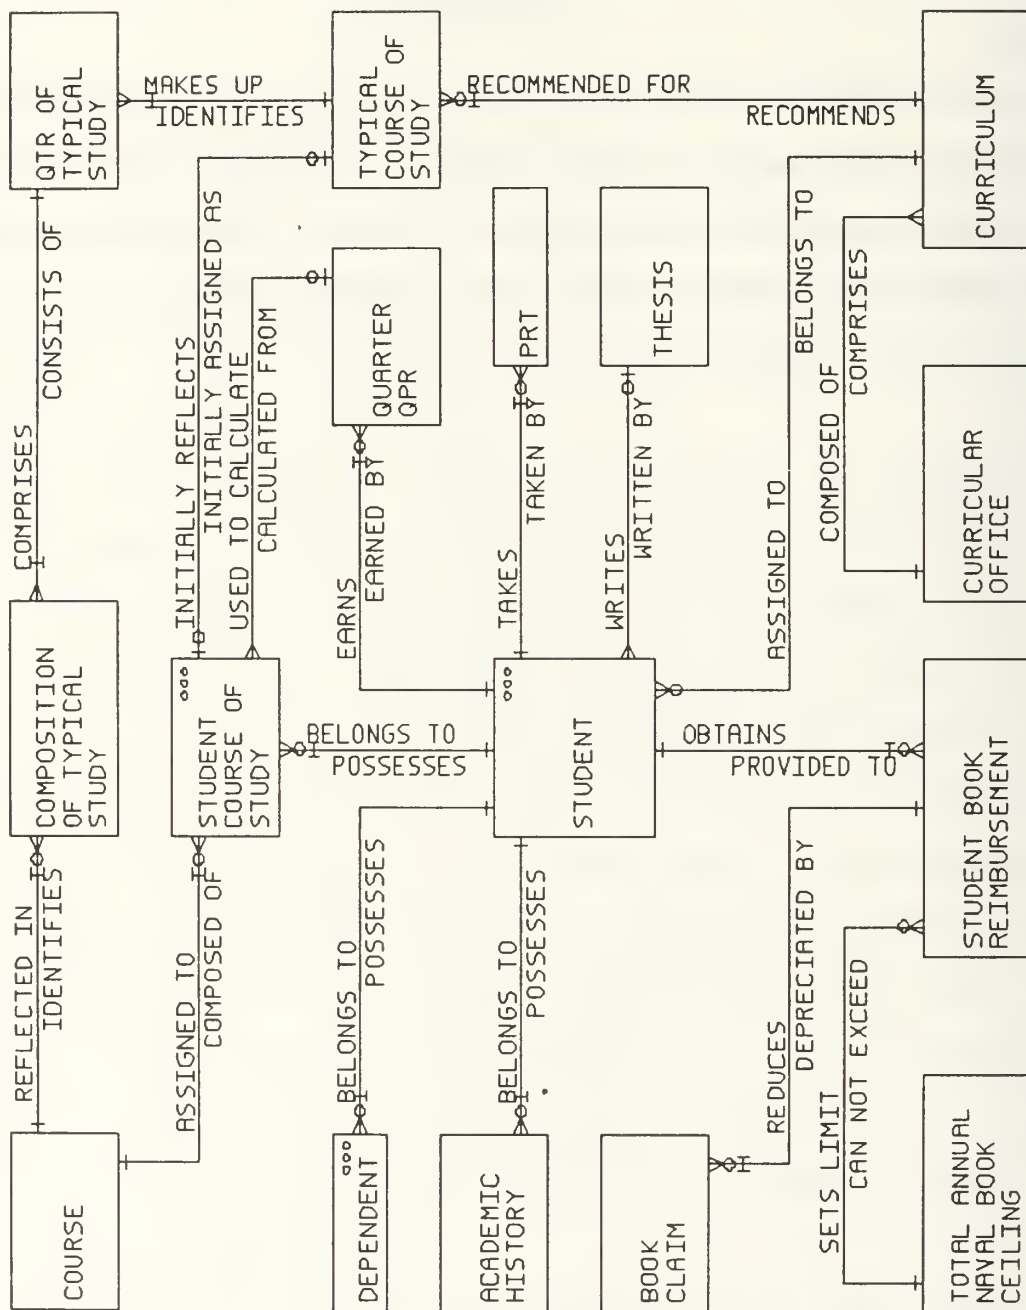 COURSE
REFLECTED IN
IDENTIFIES
COMPOSITION
OF TYPICAL
STUDY
COMPRISES
CONSISTS OF
QTR OF
TYPICAL
STUDY
MAKES UP
IDENTIFIES
ASSIGNED TO
COMPOSED OF
STUDENT
COURSE OF
STUDY
INITIALLY REFLECTS
INITIALLY ASSIGNED AS
USED TO CALCULATE
CALCULATED FROM
TYPICAL
COURSE OF
STUDY
RECOMMENDED FOR
RECOMMENDS
BELONGS TO
POSSESSES
DEPENDENT
BELONGS TO
POSSESSES
EARNS
EARNED BY
QUARTER
QPR
ACADEMIC
HISTORY
BELONGS TO
POSSESSES
STUDENT
TAKES
TAKEN BY
PRT
WRITES
WRITTEN BY
THESIS
OBTAINS
PROVIDED TO
BOOK
CLAIM
REDUCES
DEPRECIATED BY
ASSIGNED TO
BELONGS TO
SETS LIMIT
CAN NOT EXCEED
COMPOSED OF
COMPRISES
TOTAL ANNUAL
NAVAL BOOK
CEILING
STUDENT BOOK
REIMBURSEMENT
CURRICULAR
OFFICE
CURRICULUM